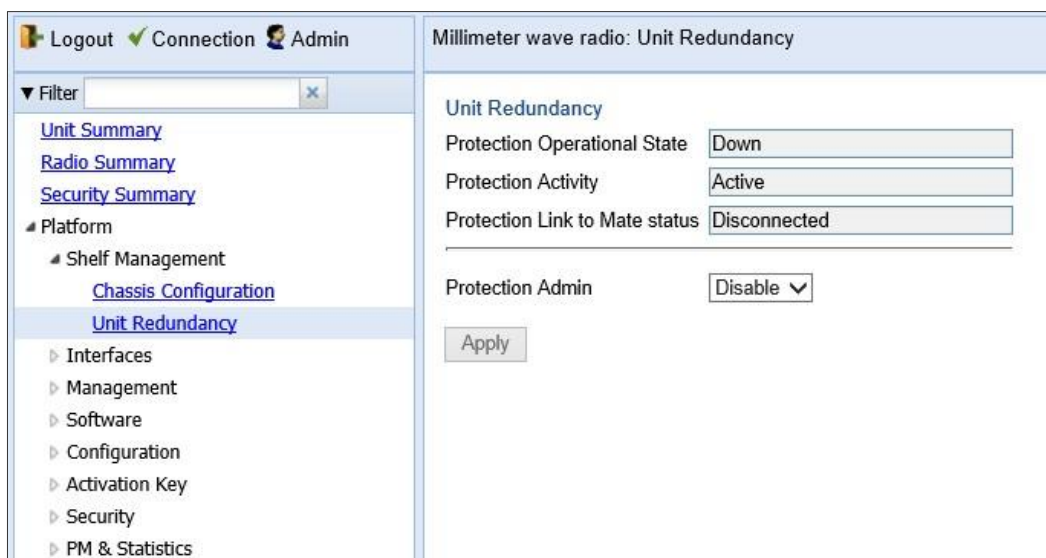 Logout Connection Admin
Filter
Unit Summary
Radio Summary
Security Summary
Platform
Shelf Management
Chassis Configuration
Unit Redundancy
Interfaces
Management
Software
Configuration
Activation Key
Security
PM & Statistics
Millimeter wave radio: Unit Redundancy
Unit Redundancy
Protection Operational State Down
Protection Activity Active
Protection Link to Mate status Disconnected
Protection Admin Disable
Apply